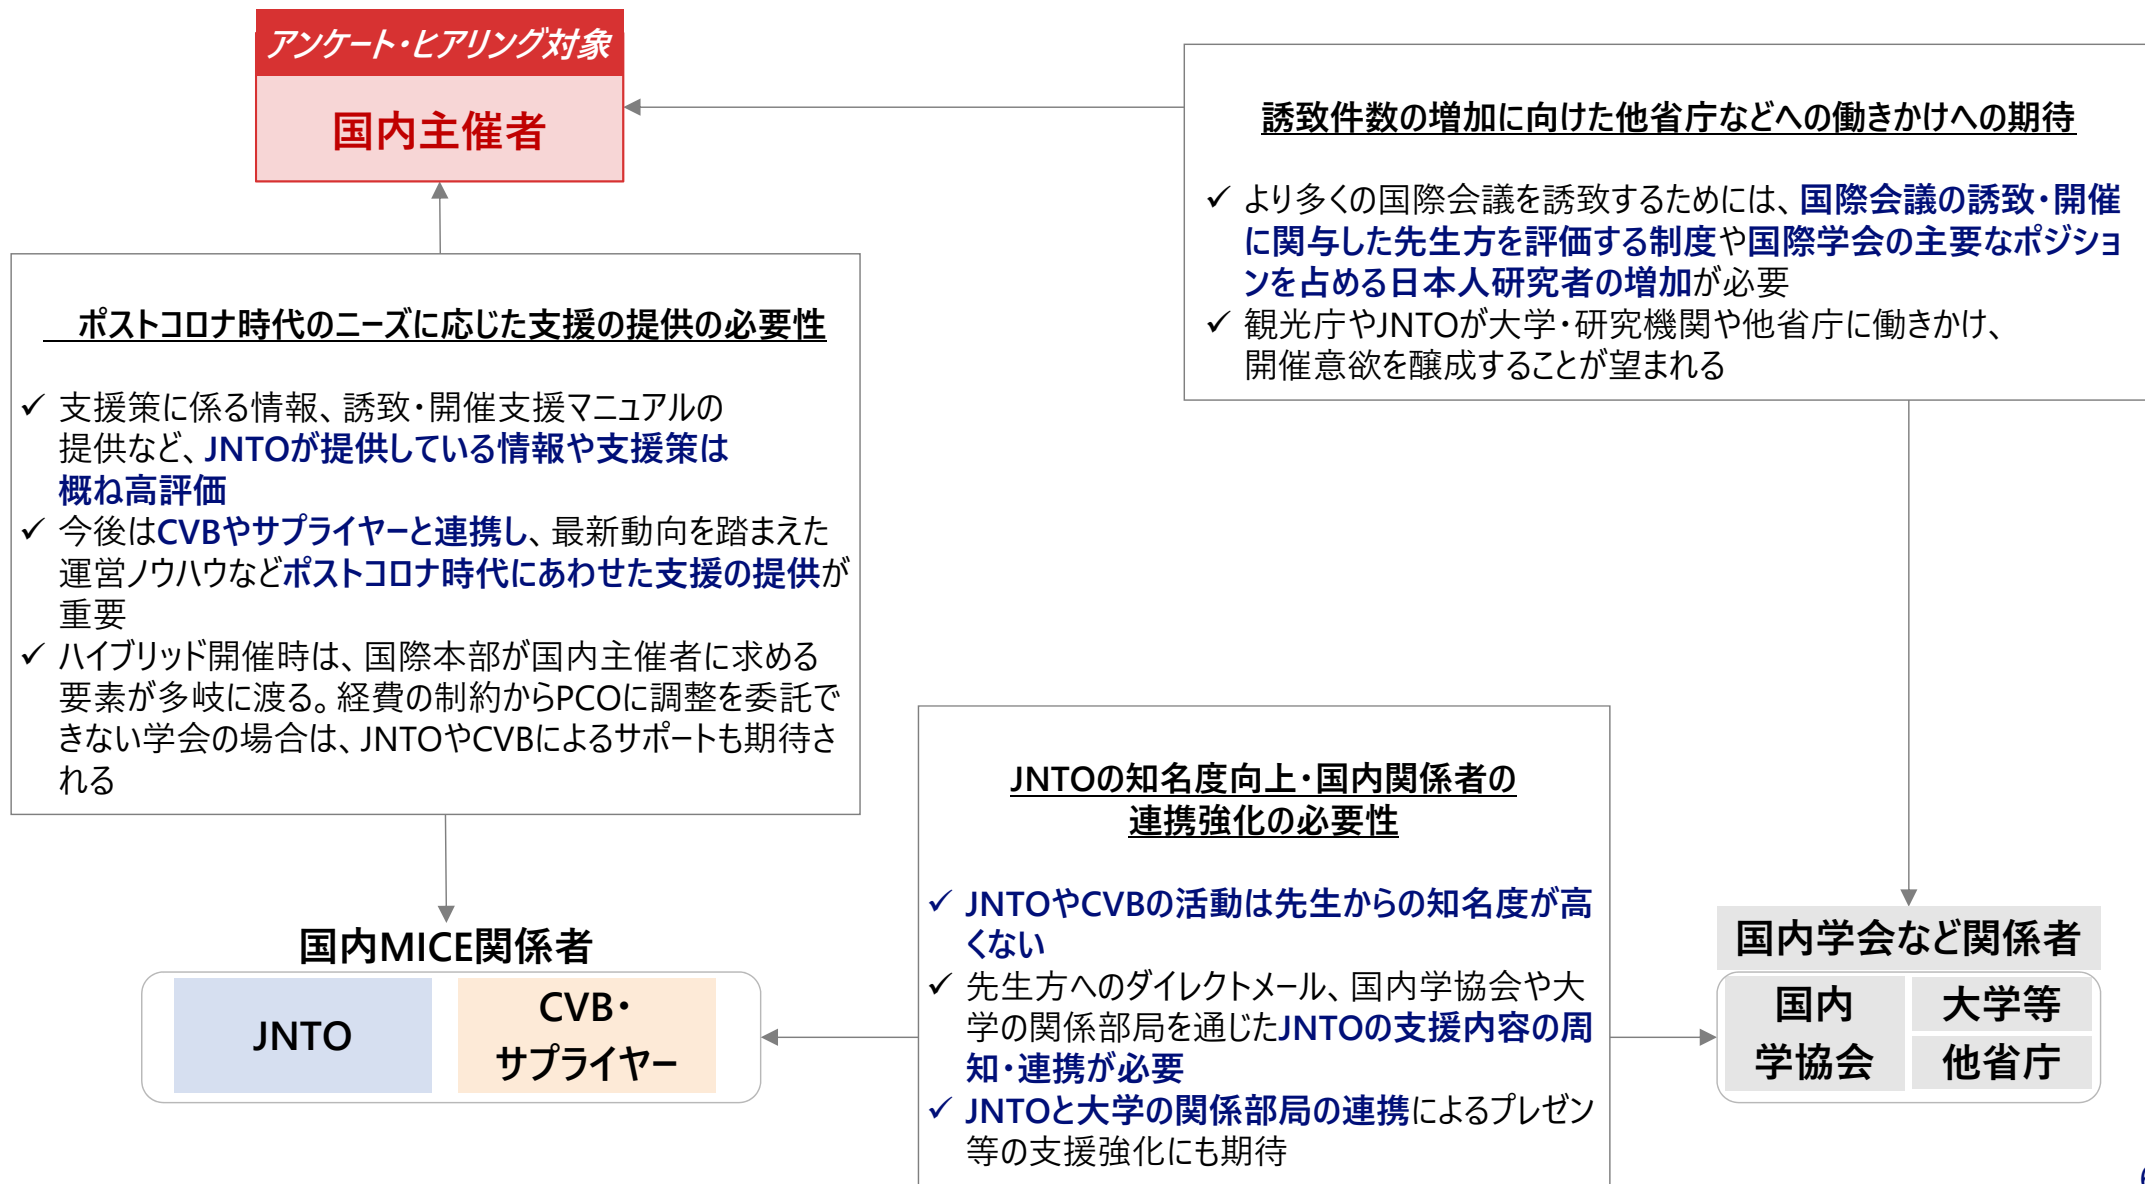 アンケート・ヒアリング対象
国内主催者
誘致件数の増加に向けた他省庁などへの働きかけへの期待
✓ より多くの国際会議を誘致するためには、国際会議の誘致・開催
に関与した先生方を評価する制度や国際学会の主要なポジショ
ンを占める日本人研究者の増加が必要
✓ 観光庁やJNTOが大学・研究機関や他省庁に働きかけ、
開催意欲を醸成することが望まれる
ポストコロナ時代のニーズに応じた支援の提供の必要性
✓ 支援策に係る情報、誘致・開催支援マニュアルの
提供など、JNTOが提供している情報や支援策は
概ね高評価
✓ 今後はCVBやサプライヤーと連携し、最新動向を踏まえた
運営ノウハウなどポストコロナ時代にあわせた支援の提供が
重要
✓ ハイブリッド開催時は、国際本部が国内主催者に求める
要素が多岐に渡る。経費の制約からPCOに調整を委託で
きない学会の場合は、JNTOやCVBによるサポートも期待さ
れる
JNTOの知名度向上・国内関係者の
連携強化の必要性
✓ JNTOやCVBの活動は先生からの知名度が高
くない
✓ 先生方へのダイレクトメール、国内学協会や大
学の関係部局を通じたJNTOの支援内容の周
知・連携が必要
✓ JNTOと大学の関係部局の連携によるプレゼン
等の支援強化にも期待
国内MICE関係者
JNTO
CVB・
サプライヤー
国内学会など関係者
国内
学協会
大学等
他省庁